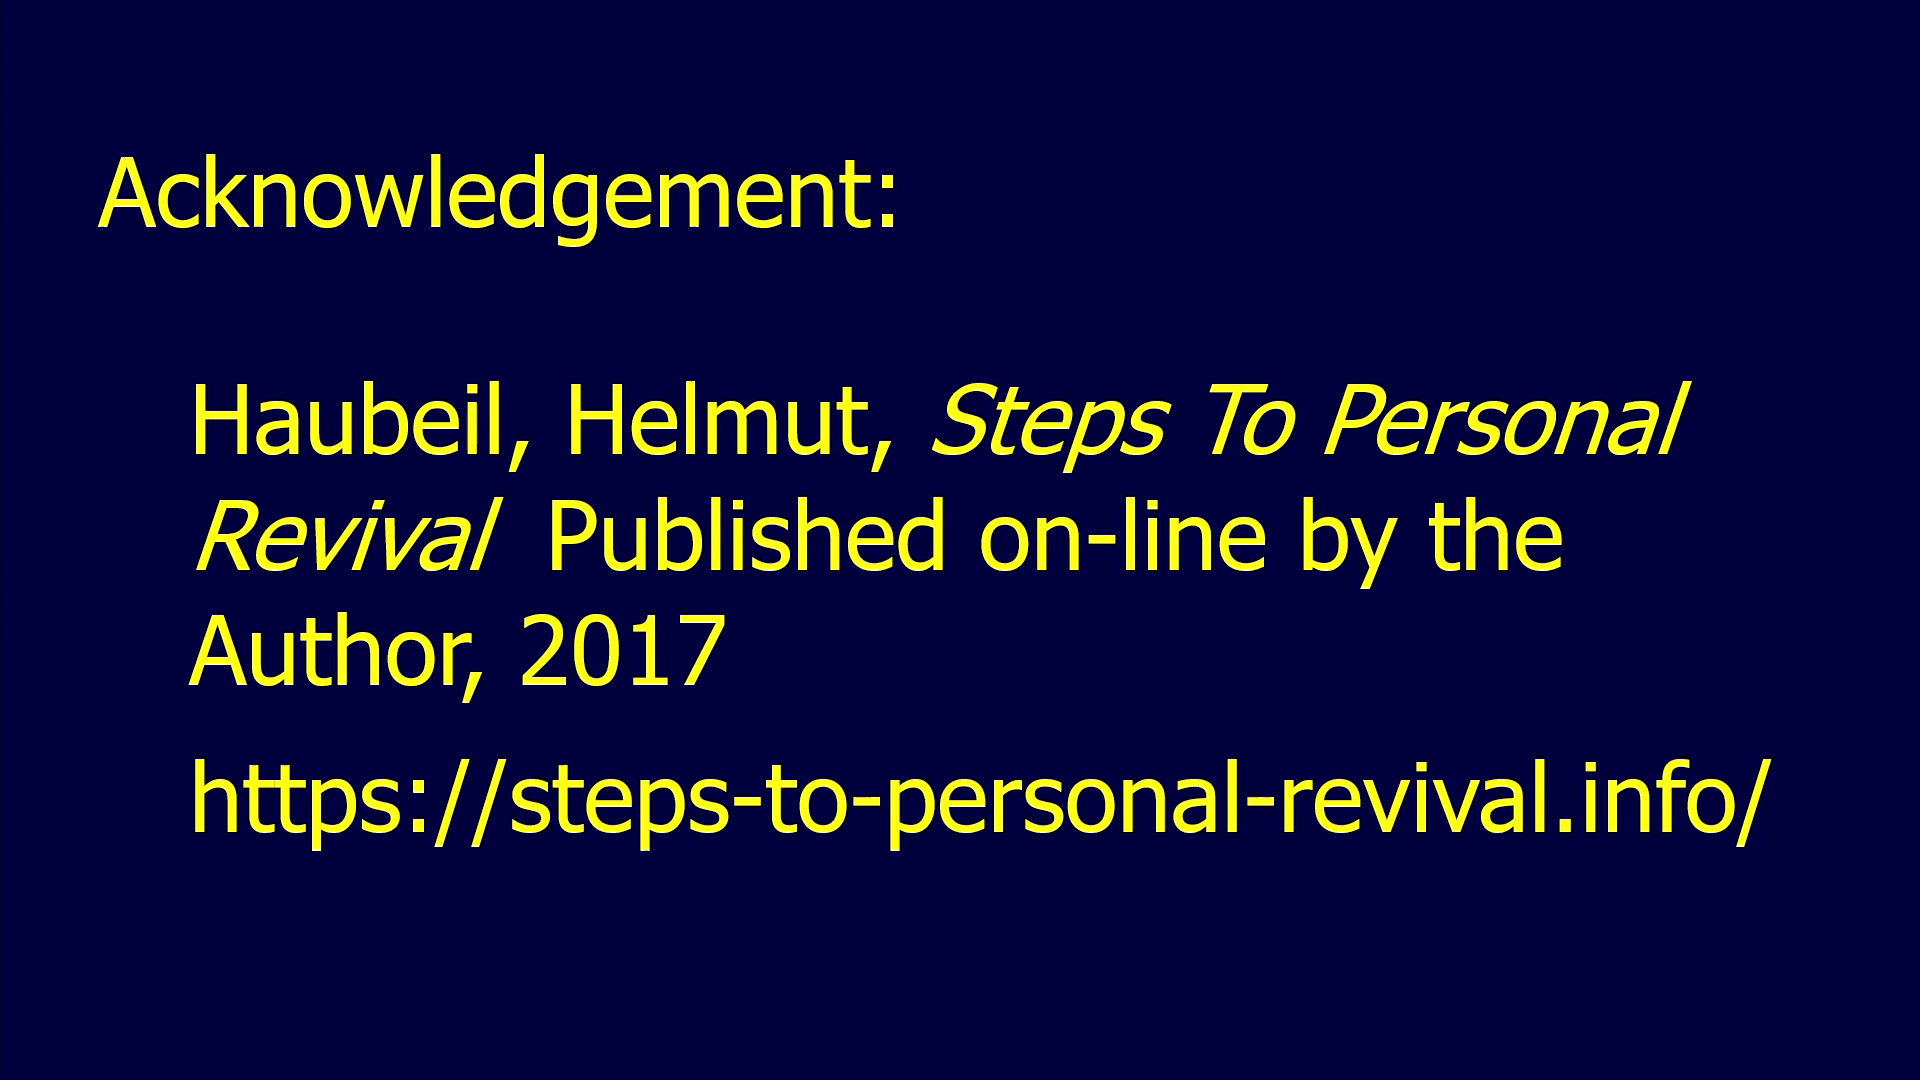 Acknowledgement:
Haubeil, Helmut, Steps To Personal
Revival  Published on-line by the
Author, 2017
https://steps-to-personal-revival.info/